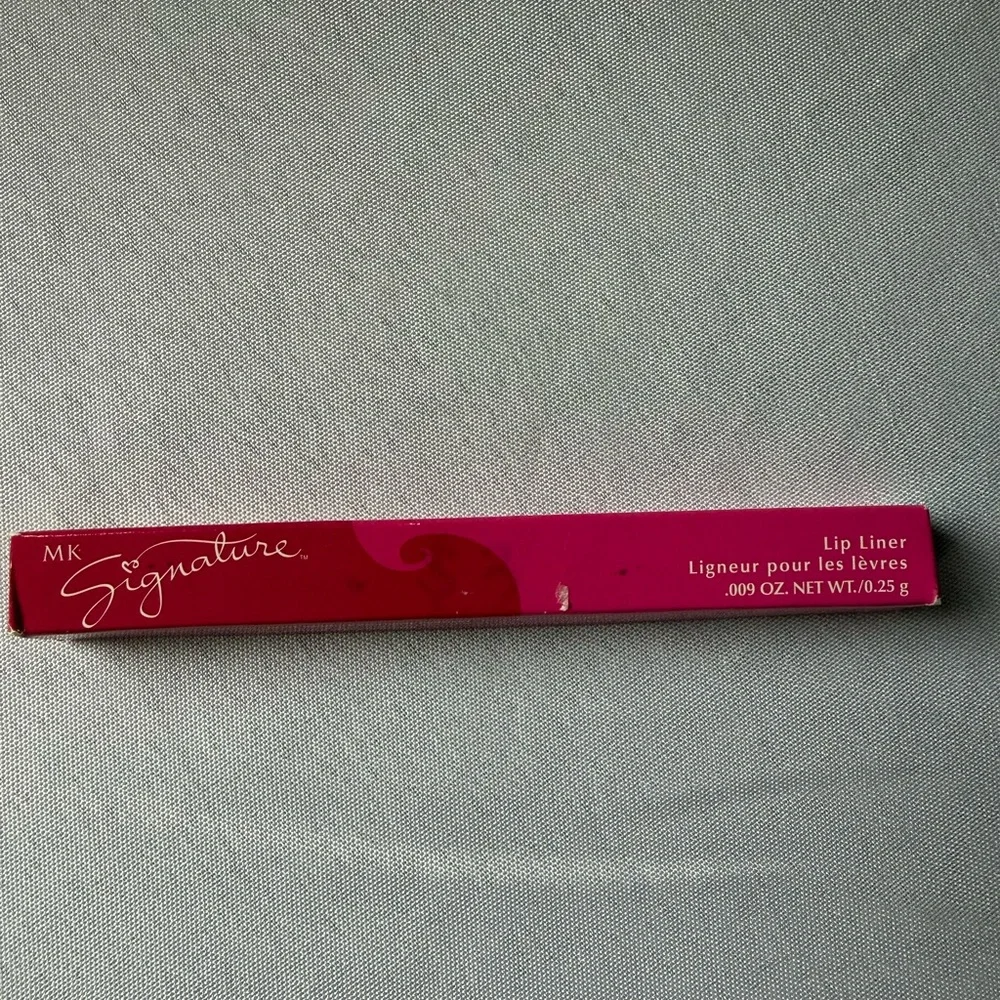 MK
Signature™
Lip Liner
Ligneur pour les lèvres
.009 OZ. NET WT./0.25 g